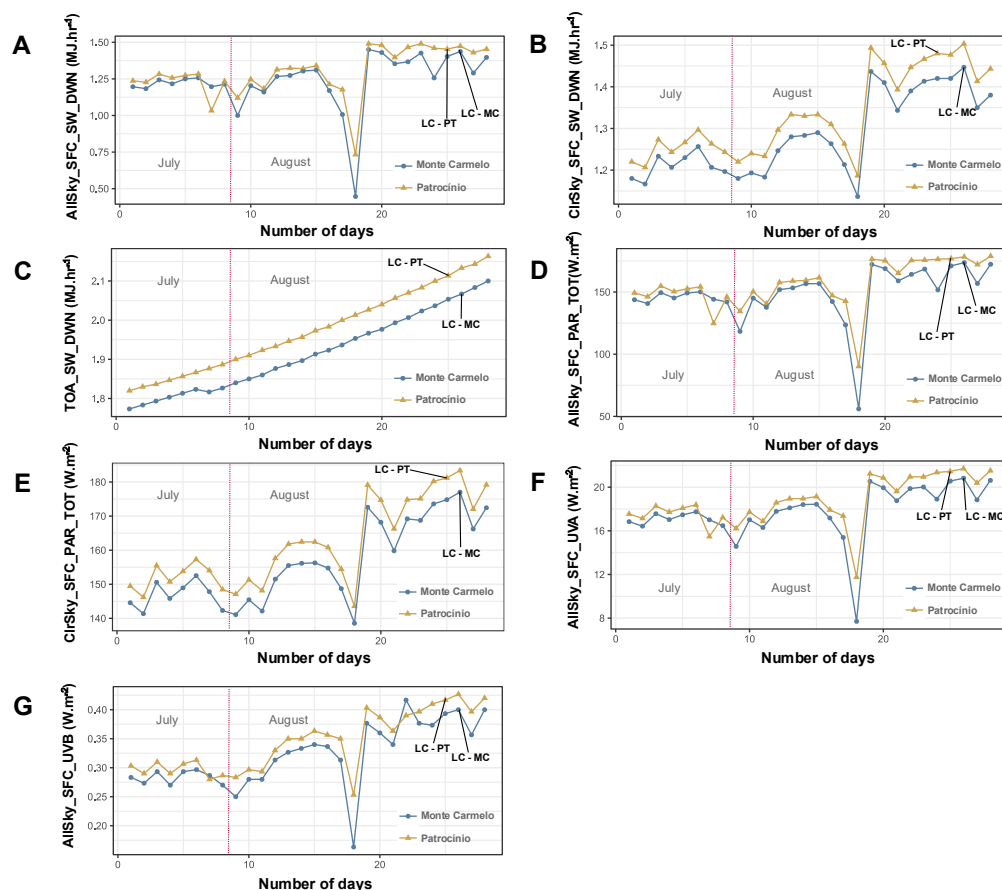 A
AllSky_SFC_SW_DWN (MJ.hr⁻¹)
1,50
1,25
1,00
0,75
0,50
July
August
LC - PT
LC - MC
Monte Carmelo
Patrocínio
0
10
20
Number of days
B
ClrSky_SFC_SW_DWN (MJ.hr⁻¹)
1,5
1,4
1,3
1,2
July
August
LC - PT
LC - MC
Monte Carmelo
Patrocínio
0
10
20
Number of days
C
TOA_SW_DWN (MJ.hr⁻¹)
2,1
2,0
1,9
1,8
July
August
LC - PT
LC - MC
Monte Carmelo
Patrocínio
0
10
20
Number of days
D
AllSky_SFC_PAR_TOT(W.m⁻²)
150
100
50
July
August
LC - PT
LC - MC
Monte Carmelo
Patrocínio
0
10
20
Number of days
E
ClrSky_SFC_PAR_TOT (W.m⁻²)
180
170
160
150
140
July
August
LC - PT
LC - MC
Monte Carmelo
Patrocínio
0
10
20
Number of days
F
AllSky_SFC_UVA (W.m⁻²)
20
16
12
8
July
August
LC - PT
LC - MC
Monte Carmelo
Patrocínio
0
10
20
Number of days
G
AllSky_SFC_UVB (W.m⁻²)
0,40
0,35
0,30
0,25
0,20
July
August
LC - PT
LC - MC
Monte Carmelo
Patrocínio
0
10
20
Number of days